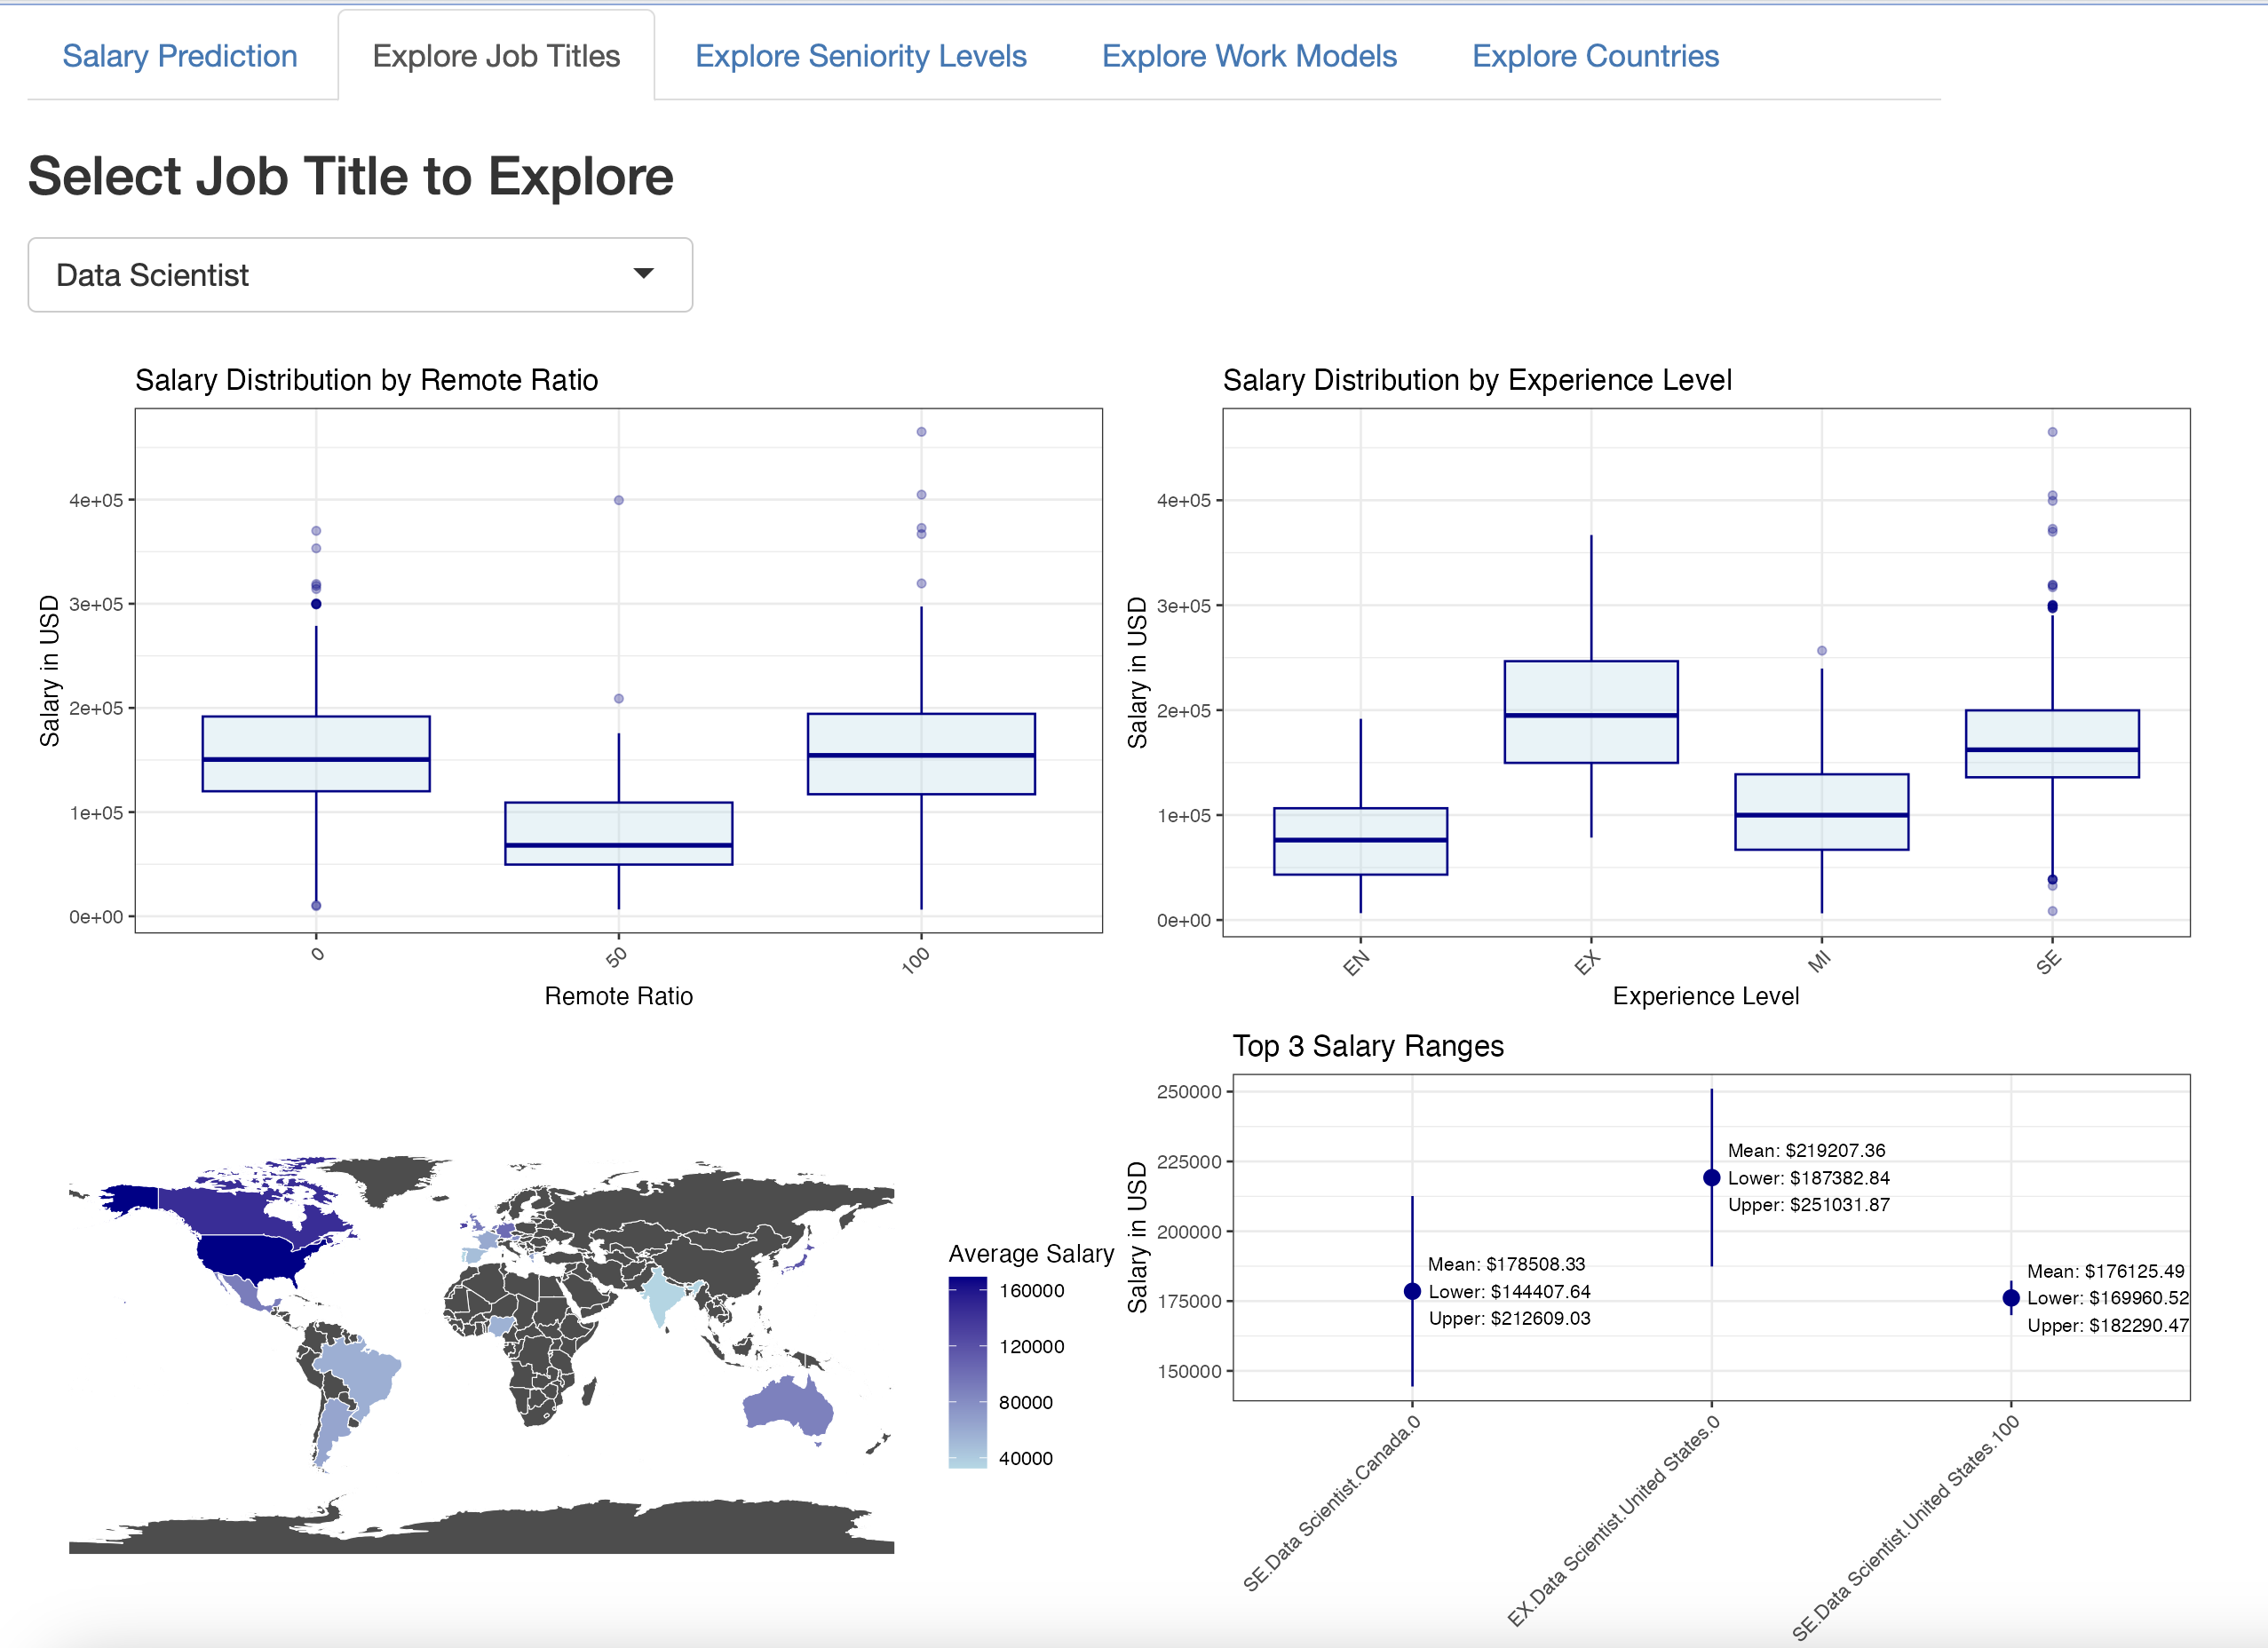 Salary Prediction
Explore Job Titles
Explore Seniority Levels
Explore Work Models
Explore Countries
Select Job Title to Explore
Data Scientist
Salary Distribution by Remote Ratio
Salary in USD
4e+05
3e+05
2e+05
1e+05
0e+00
0
50
100
Remote Ratio
Salary Distribution by Experience Level
Salary in USD
4e+05
3e+05
2e+05
1e+05
0e+00
EN
EX
MI
SE
Experience Level
Average Salary
160000
120000
80000
40000
Top 3 Salary Ranges
Salary in USD
250000
225000
200000
175000
150000
Mean: $178508.33
Lower: $144407.64
Upper: $212609.03
Mean: $219207.36
Lower: $187382.84
Upper: $251031.87
Mean: $176125.49
Lower: $169960.52
Upper: $182290.47
SE.Data Scientist.Canada.0
EX.Data Scientist.United States.0
SE.Data Scientist.United States.100